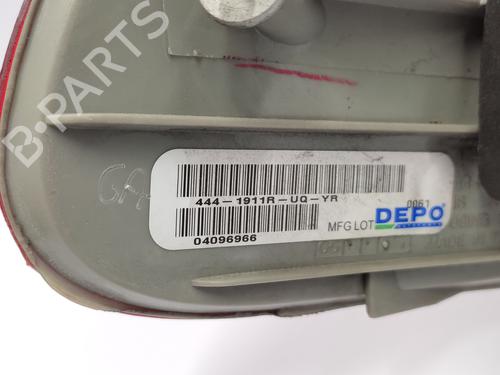 B-PARTS
444-1911R-UQ-YR
0061
MFG LOT
DEPO
04096966